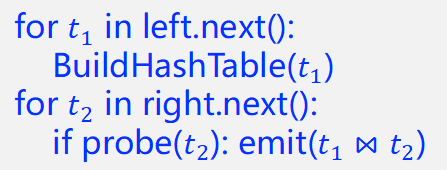 for t₁ in left.next():
BuildHashTable(t₁)
for t₂ in right.next():
if probe(t₂): emit(t₁ ⋈ t₂)